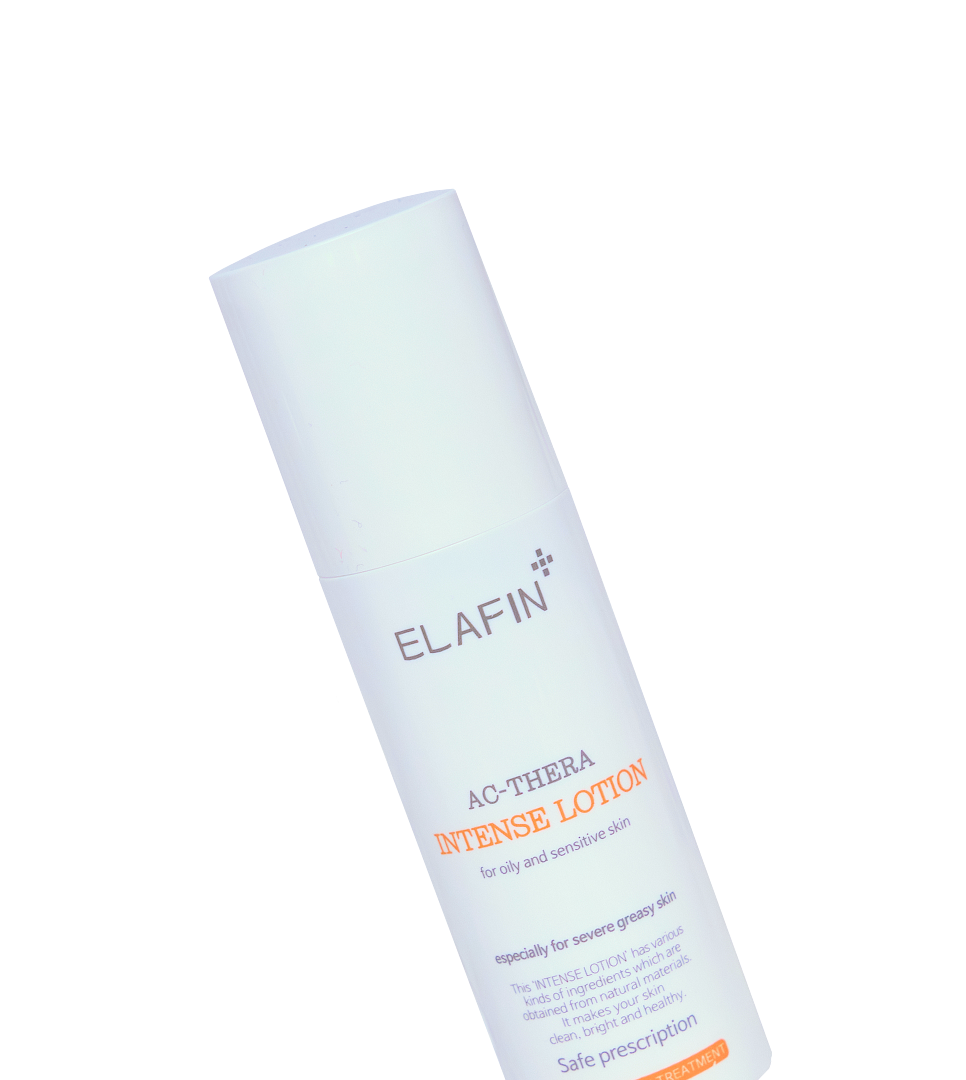 ELAFIN
AC-THERA
INTENSE LOTION
for oily and sensitive skin
especially for severe greasy skin
This 'INTENSE LOTION' has various
kinds of ingredients which are
obtained from natural materials.
It makes your skin
clean, bright and healthy.
Safe prescription
TREATMENT